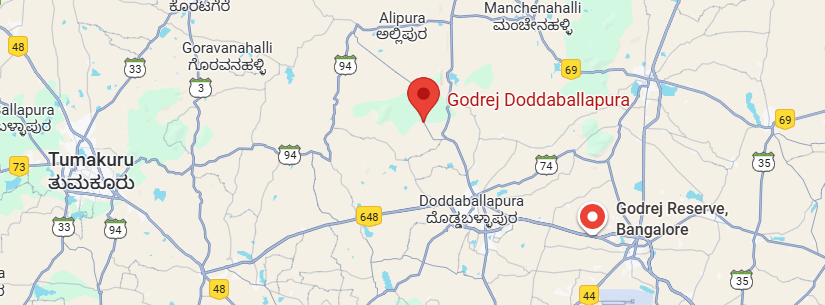 ಕೊರಟಗೆರೆ
Alipura
ಅಲ್ಲಿಪುರ
Manchenahalli
ಮಂಚೇನಹಳ್ಳಿ
48
Goravanahalli
ಗೊರವನಹಳ್ಳಿ
33
94
3
69
Godrej Doddaballapura
allapura
ಬಳ್ಳಾಪುರ
69
Tumakuru
ತುಮಕೂರು
73
94
74
35
Doddaballapura
ದೊಡ್ಡಬಳ್ಳಾಪುರ
648
Godrej Reserve,
Bangalore
33
94
48
44
35